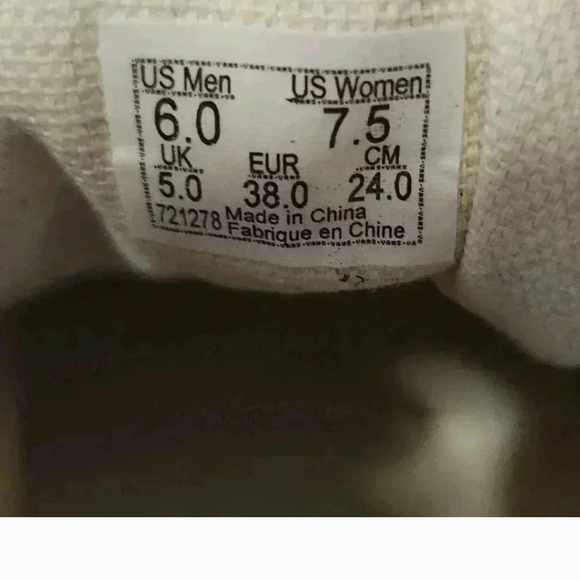 US Men US Women
6.0 7.5
UK EUR CM
5.0 38.0 24.0
721278 Made in China
Fabrique en Chine